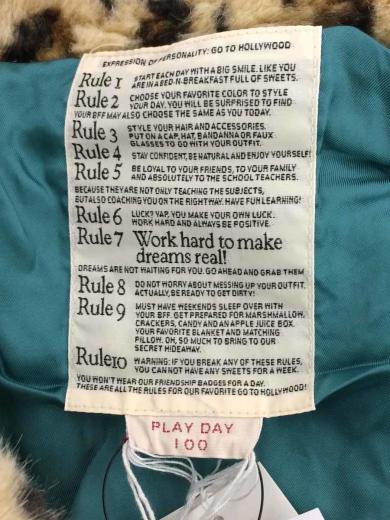 EXPRESSION OF PERSONALITY: GO TO HOLLYWOOD
Rule 1 START EACH DAY WITH A BIG SMILE. LIKE YOU
ARE IN A BED-N-BREAKFAST FULL OF SWEETS.
Rule 2 CHOOSE YOUR FAVORITE COLOR TO STYLE
YOUR DAY. YOU WILL BE SURPRISED TO FIND
YOUR BFF MAY ALSO CHOOSE THE SAME AS YOU TODAY.
Rule 3 STYLE YOUR HAIR AND ACCESSORIES.
PUT ON A CAP, HAT, BANDANNA OR FAUX
GLASSES TO GO WITH YOUR OUTFIT.
Rule 4 STAY CONFIDENT, BE NATURAL AND ENJOY YOURSELF!
Rule 5 BE LOYAL TO YOUR FRIENDS, TO YOUR FAMILY
AND ABSOLUTELY TO THE SCHOOL TEACHERS.
BECAUSE THEY ARE NOT ONLY TEACHING THE SUBJECTS,
BUT ALSO COACHING YOU ON THE RIGHT WAY. HAVE FUN LEARNING!
Rule 6 LUCK? YAP, YOU MAKE YOUR OWN LUCK.
WORK HARD AND ALWAYS BE POSITIVE.
Rule 7 Work hard to make
dreams real!
DREAMS ARE NOT WAITING FOR YOU. GO AHEAD AND GRAB THEM
Rule 8 DO NOT WORRY ABOUT MESSING UP YOUR OUTFIT.
ACTUALLY, BE READY TO GET DIRTY!
Rule 9 MUST HAVE WEEKENDS SLEEP OVER WITH
YOUR BFF. GET PREPARED FOR MARSHMALLOW,
CRACKERS, CANDY AND AN APPLE JUICE BOX.
YOUR FAVORITE BLANKET AND MATCHING
PILLOW. OH, SO MUCH TO BRING TO OUR
SECRET HIDEAWAY.
Rule 10 WARNING: IF YOU BREAK ANY OF THESE RULES,
YOU CANNOT HAVE ANY SWEETS FOR A WEEK.
YOU WON'T WEAR OUR FRIENDSHIP BADGES FOR A DAY.
THESE ARE ALL THE RULES FOR OUR FAVORITE GO TO HOLLYWOOD!
PLAY DAY
100